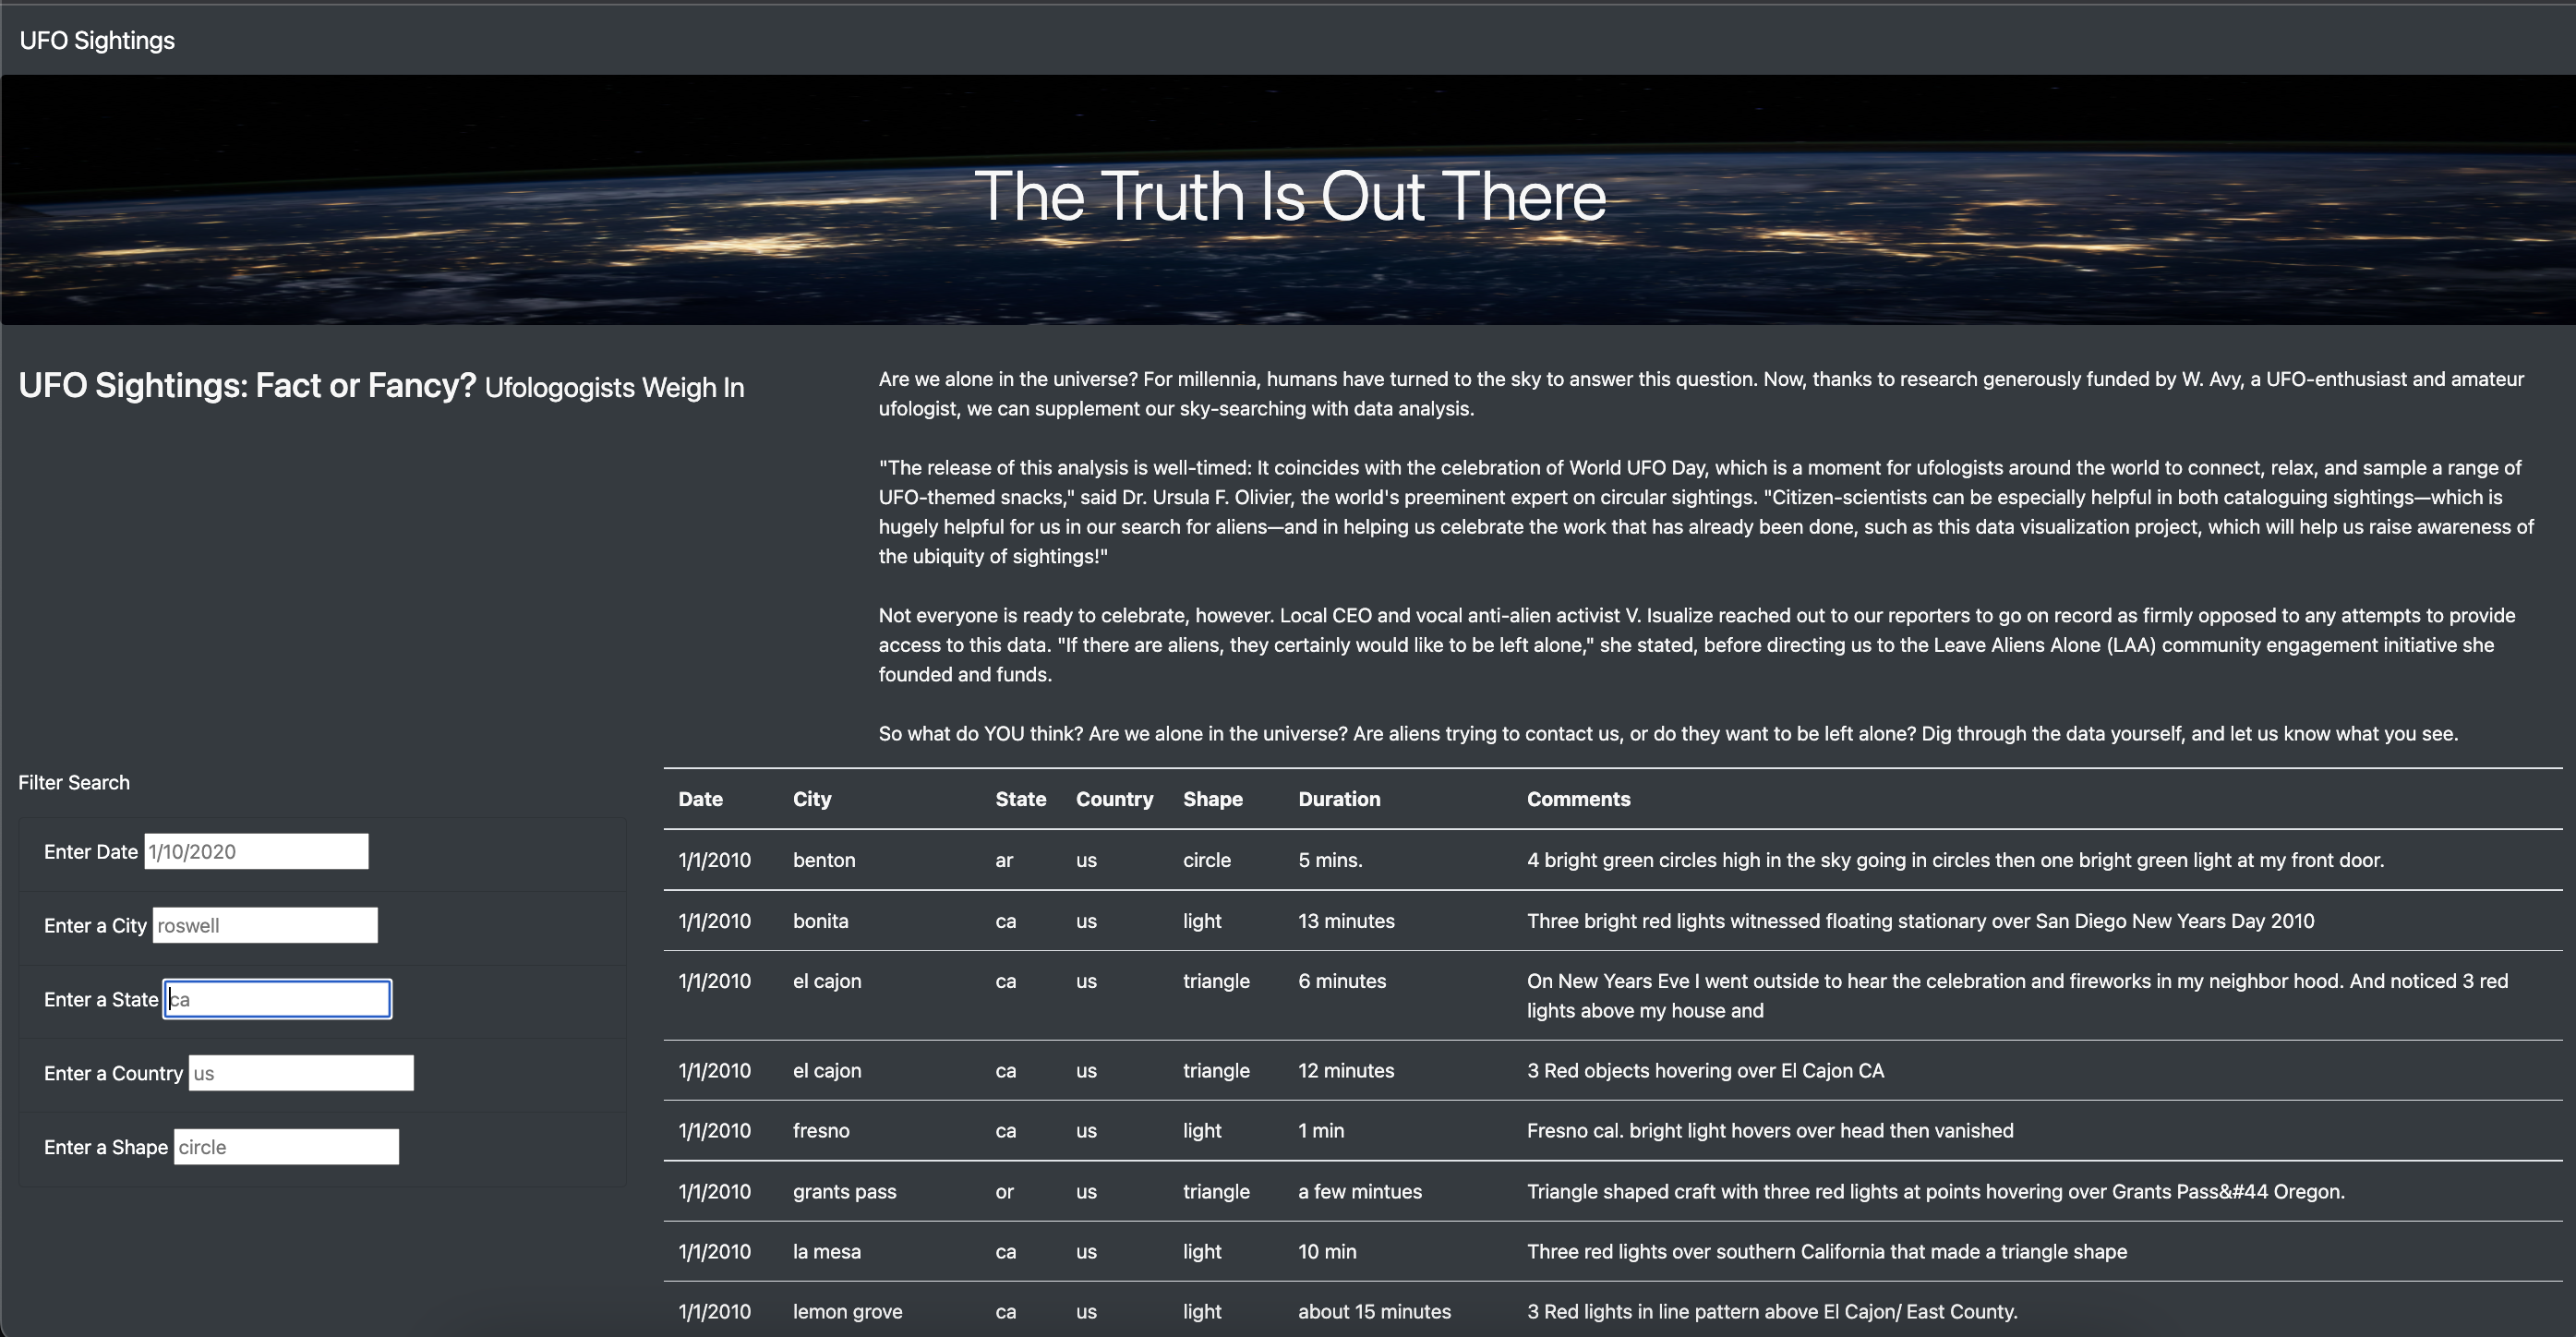 UFO Sightings
The Truth Is Out There
UFO Sightings: Fact or Fancy? Ufologogists Weigh In
Are we alone in the universe? For millennia, humans have turned to the sky to answer this question. Now, thanks to research generously funded by W. Avy, a UFO-enthusiast and amateur
ufologist, we can supplement our sky-searching with data analysis.
"The release of this analysis is well-timed: It coincides with the celebration of World UFO Day, which is a moment for ufologists around the world to connect, relax, and sample a range of
UFO-themed snacks," said Dr. Ursula F. Olivier, the world's preeminent expert on circular sightings. "Citizen-scientists can be especially helpful in both cataloguing sightings—which is
hugely helpful for us in our search for aliens—and in helping us celebrate the work that has already been done, such as this data visualization project, which will help us raise awareness of
the ubiquity of sightings!"
Not everyone is ready to celebrate, however. Local CEO and vocal anti-alien activist V. Isualize reached out to our reporters to go on record as firmly opposed to any attempts to provide
access to this data. "If there are aliens, they certainly would like to be left alone," she stated, before directing us to the Leave Aliens Alone (LAA) community engagement initiative she
founded and funds.
So what do YOU think? Are we alone in the universe? Are aliens trying to contact us, or do they want to be left alone? Dig through the data yourself, and let us know what you see.
Filter Search
Enter Date 1/10/2020
Enter a City roswell
Enter a State ca
Enter a Country us
Enter a Shape circle
Date City State Country Shape Duration Comments
1/1/2010 benton ar us circle 5 mins. 4 bright green circles high in the sky going in circles then one bright green light at my front door.
1/1/2010 bonita ca us light 13 minutes Three bright red lights witnessed floating stationary over San Diego New Years Day 2010
1/1/2010 el cajon ca us triangle 6 minutes On New Years Eve I went outside to hear the celebration and fireworks in my neighbor hood. And noticed 3 red
lights above my house and
1/1/2010 el cajon ca us triangle 12 minutes 3 Red objects hovering over El Cajon CA
1/1/2010 fresno ca us light 1 min Fresno cal. bright light hovers over head then vanished
1/1/2010 grants pass or us triangle a few mintues Triangle shaped craft with three red lights at points hovering over Grants Pass&#44 Oregon.
1/1/2010 la mesa ca us light 10 min Three red lights over southern California that made a triangle shape
1/1/2010 lemon grove ca us light about 15 minutes 3 Red lights in line pattern above El Cajon/ East County.